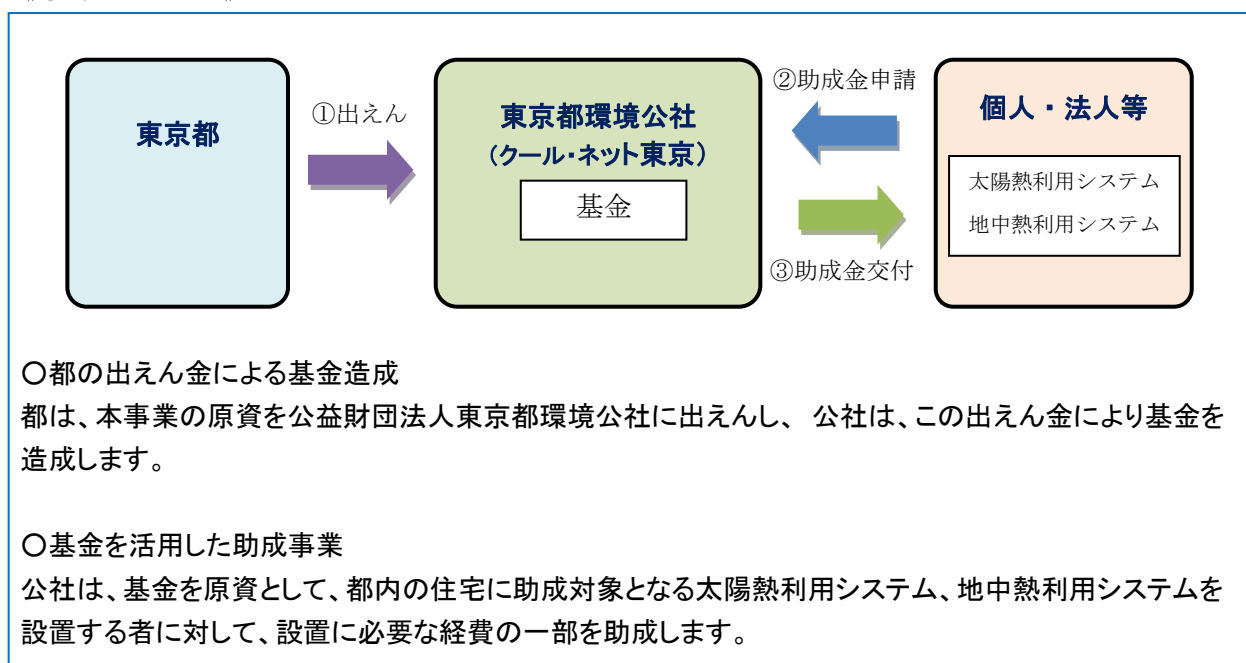 東京都
①出えん
東京都環境公社
(クール・ネット東京)
基金
②助成金申請
③助成金交付
個人・法人等
太陽熱利用システム
地中熱利用システム
〇都の出えん金による基金造成
都は、本事業の原資を公益財団法人東京都環境公社に出えんし、 公社は、この出えん金により基金を
造成します。
〇基金を活用した助成事業
公社は、基金を原資として、都内の住宅に助成対象となる太陽熱利用システム、地中熱利用システムを
設置する者に対して、設置に必要な経費の一部を助成します。